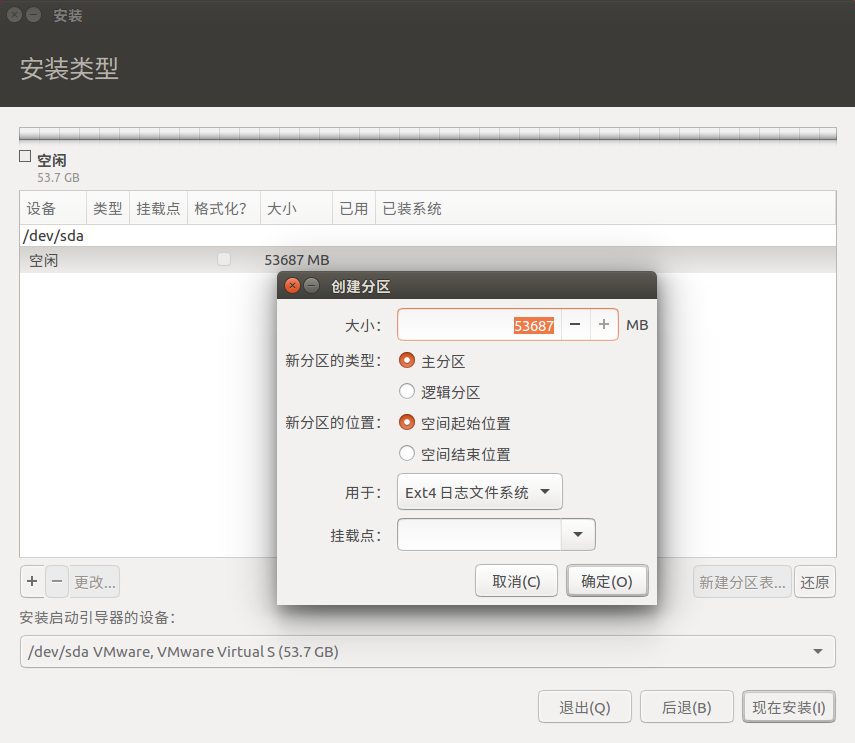 安装
安装类型
空闲
53.7 GB
设备 类型 挂载点 格式化? 大小 已用 已装系统
/dev/sda
空闲 53687 MB
创建分区
大小: 53687 MB
新分区的类型: 主分区
逻辑分区
新分区的位置: 空间起始位置
空间结束位置
用于: Ext4 日志文件系统
挂载点:
取消(C) 确定(O)
+ − 更改... 新建分区表... 还原
安装启动引导器的设备:
/dev/sda VMware, VMware Virtual S (53.7 GB)
退出(Q) 后退(B) 现在安装(I)